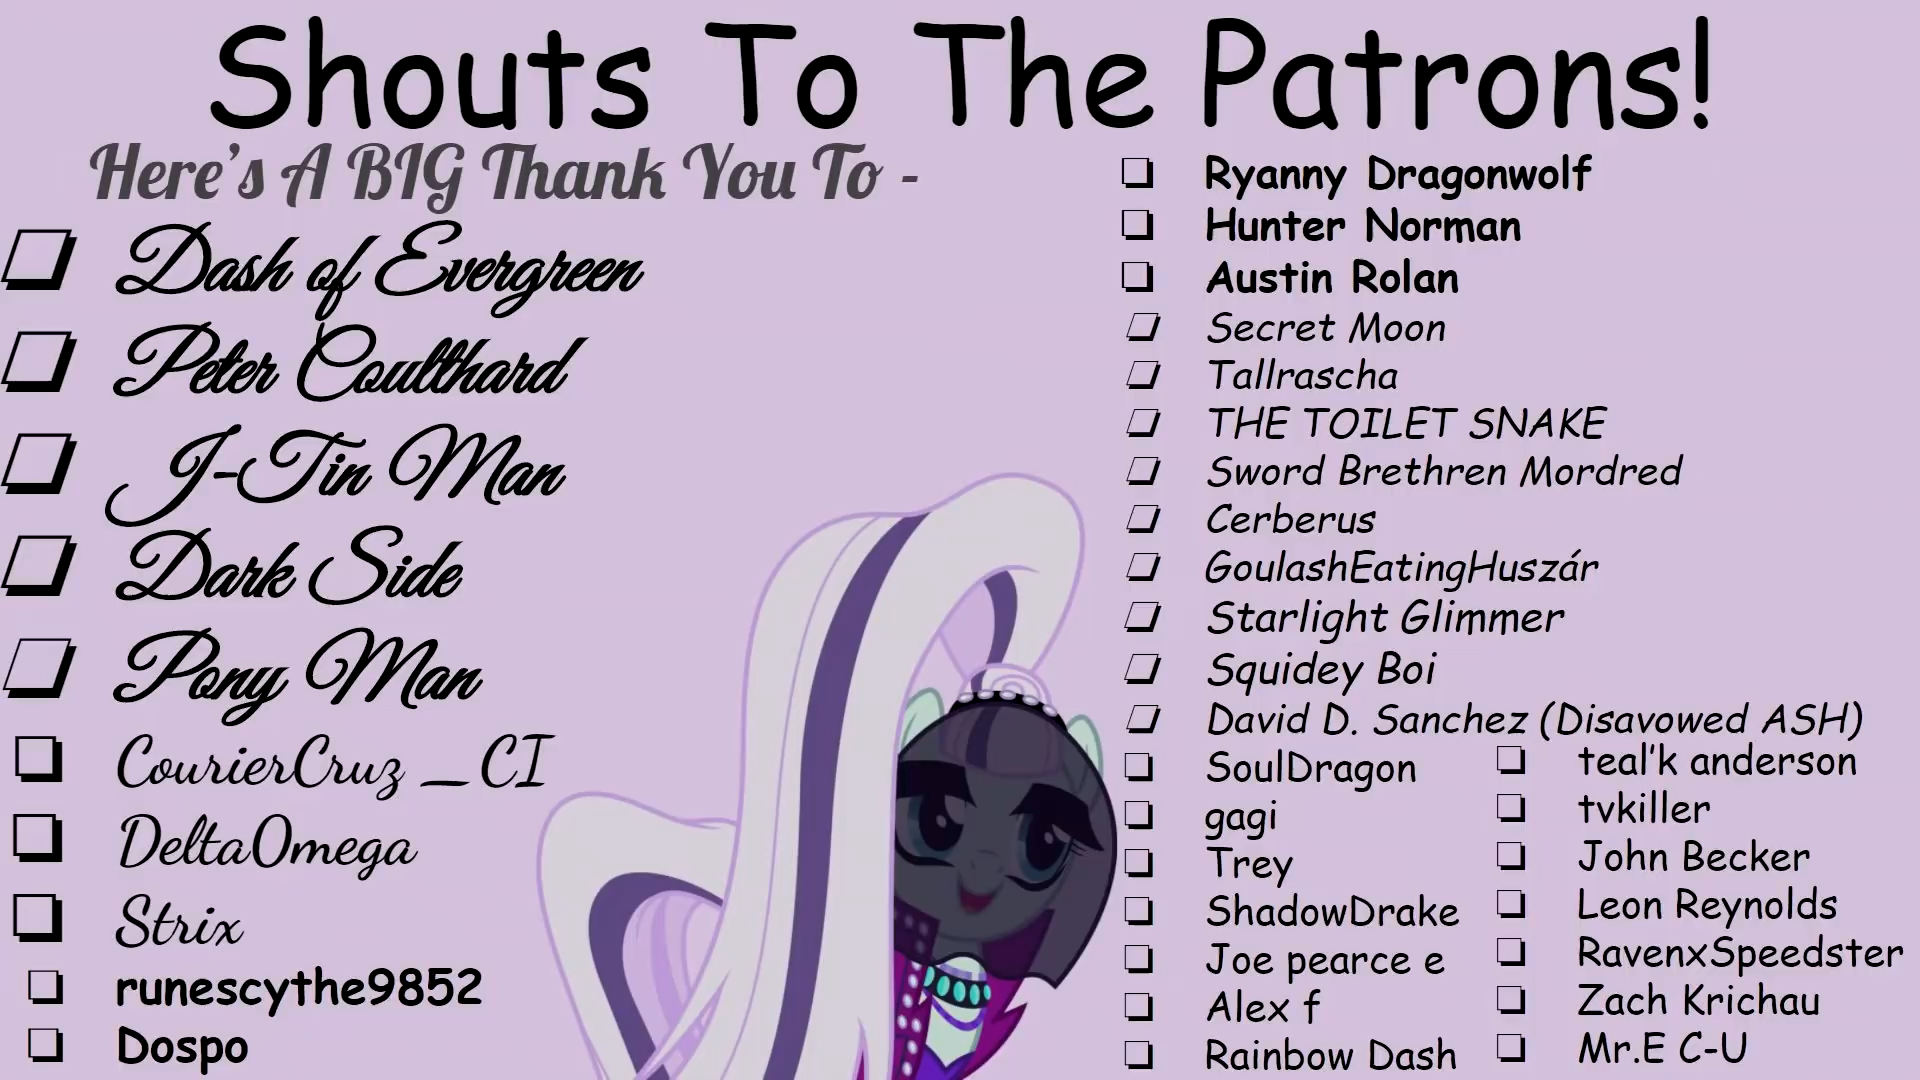 Shouts To The Patrons!
Here's A BIG Thank You To -
Dash of Evergreen
Peter Coulthard
J-Tin Man
Dark Side
Pony Man
CourierCruz _ CI
DeltaOmega
Strix
runescythe9852
Dospo
Ryanny Dragonwolf
Hunter Norman
Austin Rolan
Secret Moon
Tallrascha
THE TOILET SNAKE
Sword Brethren Mordred
Cerberus
GoulashEatingHuszár
Starlight Glimmer
Squidey Boi
David D. Sanchez (Disavowed ASH)
SoulDragon
gagi
Trey
ShadowDrake
Joe pearce e
Alex f
Rainbow Dash
teal'k anderson
tvkiller
John Becker
Leon Reynolds
RavenxSpeedster
Zach Krichau
Mr.E C-U